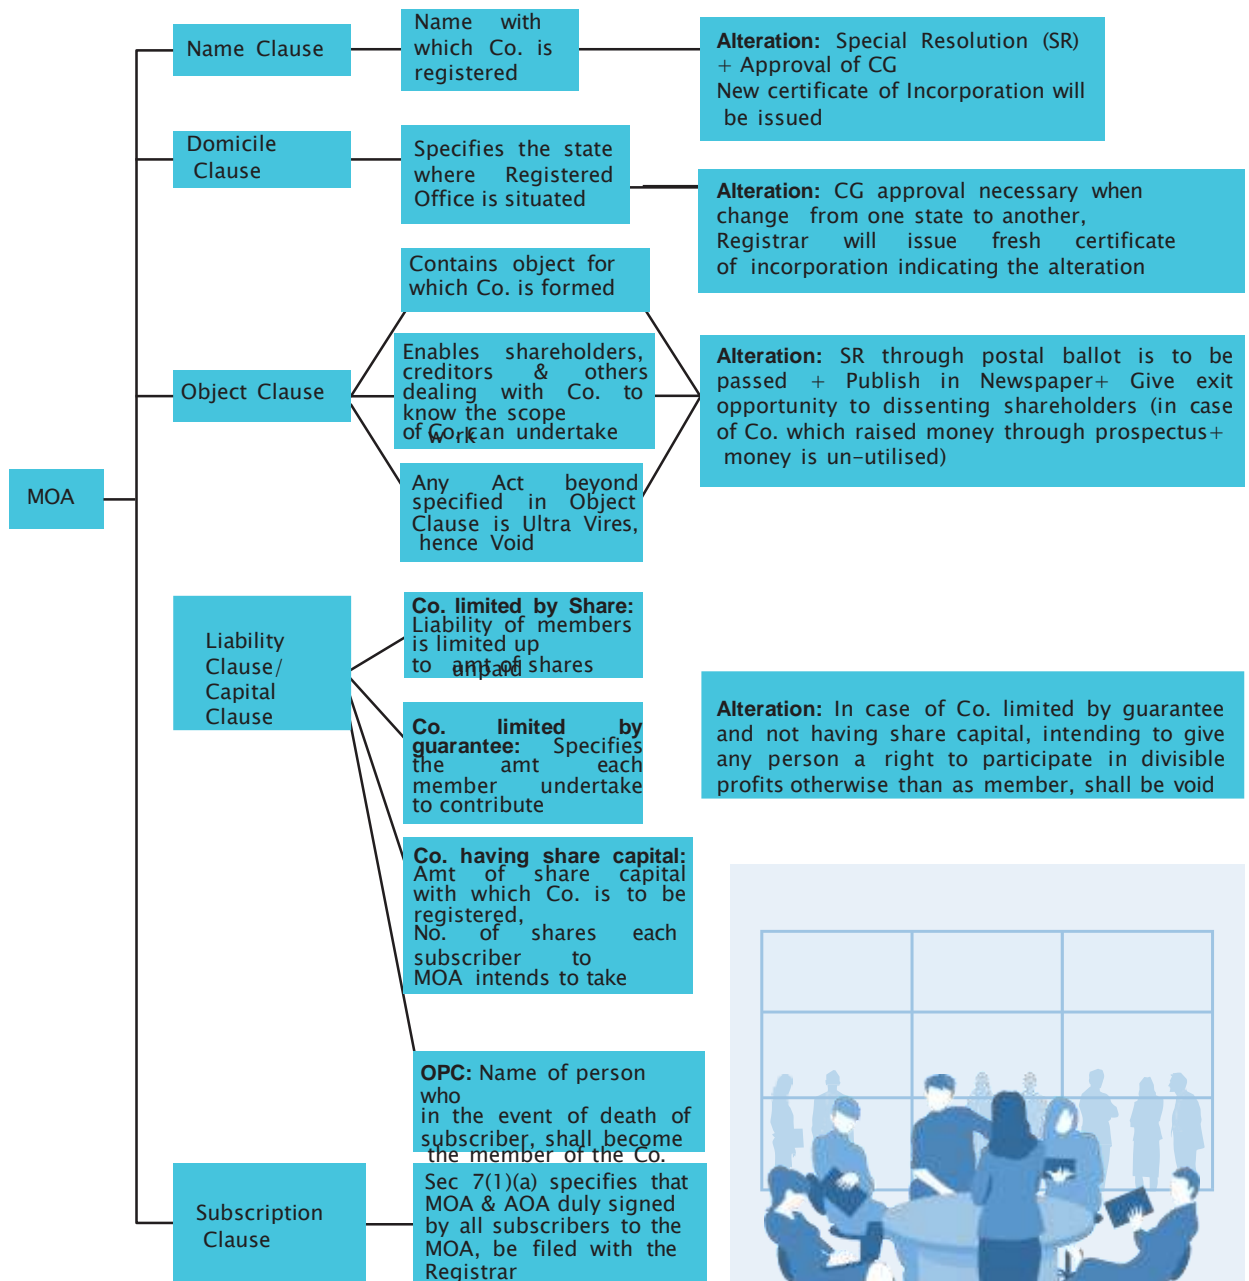 MOA
Name Clause
Name with
which Co. is
registered
Alteration: Special Resolution (SR)
+ Approval of CG
New certificate of Incorporation will
be issued
Domicile
Clause
Specifies the state
where Registered
Office is situated
Alteration: CG approval necessary when
change from one state to another,
Registrar will issue fresh certificate
of incorporation indicating the alteration
Object Clause
Contains object for
which Co. is formed
Enables shareholders,
creditors & others
dealing with Co. to
know the scope
of Co. can undertake
Any Act beyond
specified in Object
Clause is Ultra Vires,
hence Void
Alteration: SR through postal ballot is to be
passed + Publish in Newspaper+ Give exit
opportunity to dissenting shareholders (in case
of Co. which raised money through prospectus+
money is un-utilised)
Liability
Clause/
Capital
Clause
Co. limited by Share:
Liability of members
is limited up
to unpaid amt of shares
Co. limited by
guarantee: Specifies
the amt each
member undertake
to contribute
Co. having share capital:
Amt of share capital
with which Co. is to be
registered,
No. of shares each
subscriber to
MOA intends to take
OPC: Name of person
who
in the event of death of
subscriber, shall become
the member of the Co.
Alteration: In case of Co. limited by guarantee
and not having share capital, intending to give
any person a right to participate in divisible
profits otherwise than as member, shall be void
Subscription
Clause
Sec 7(1)(a) specifies that
MOA & AOA duly signed
by all subscribers to the
MOA, be filed with the
Registrar